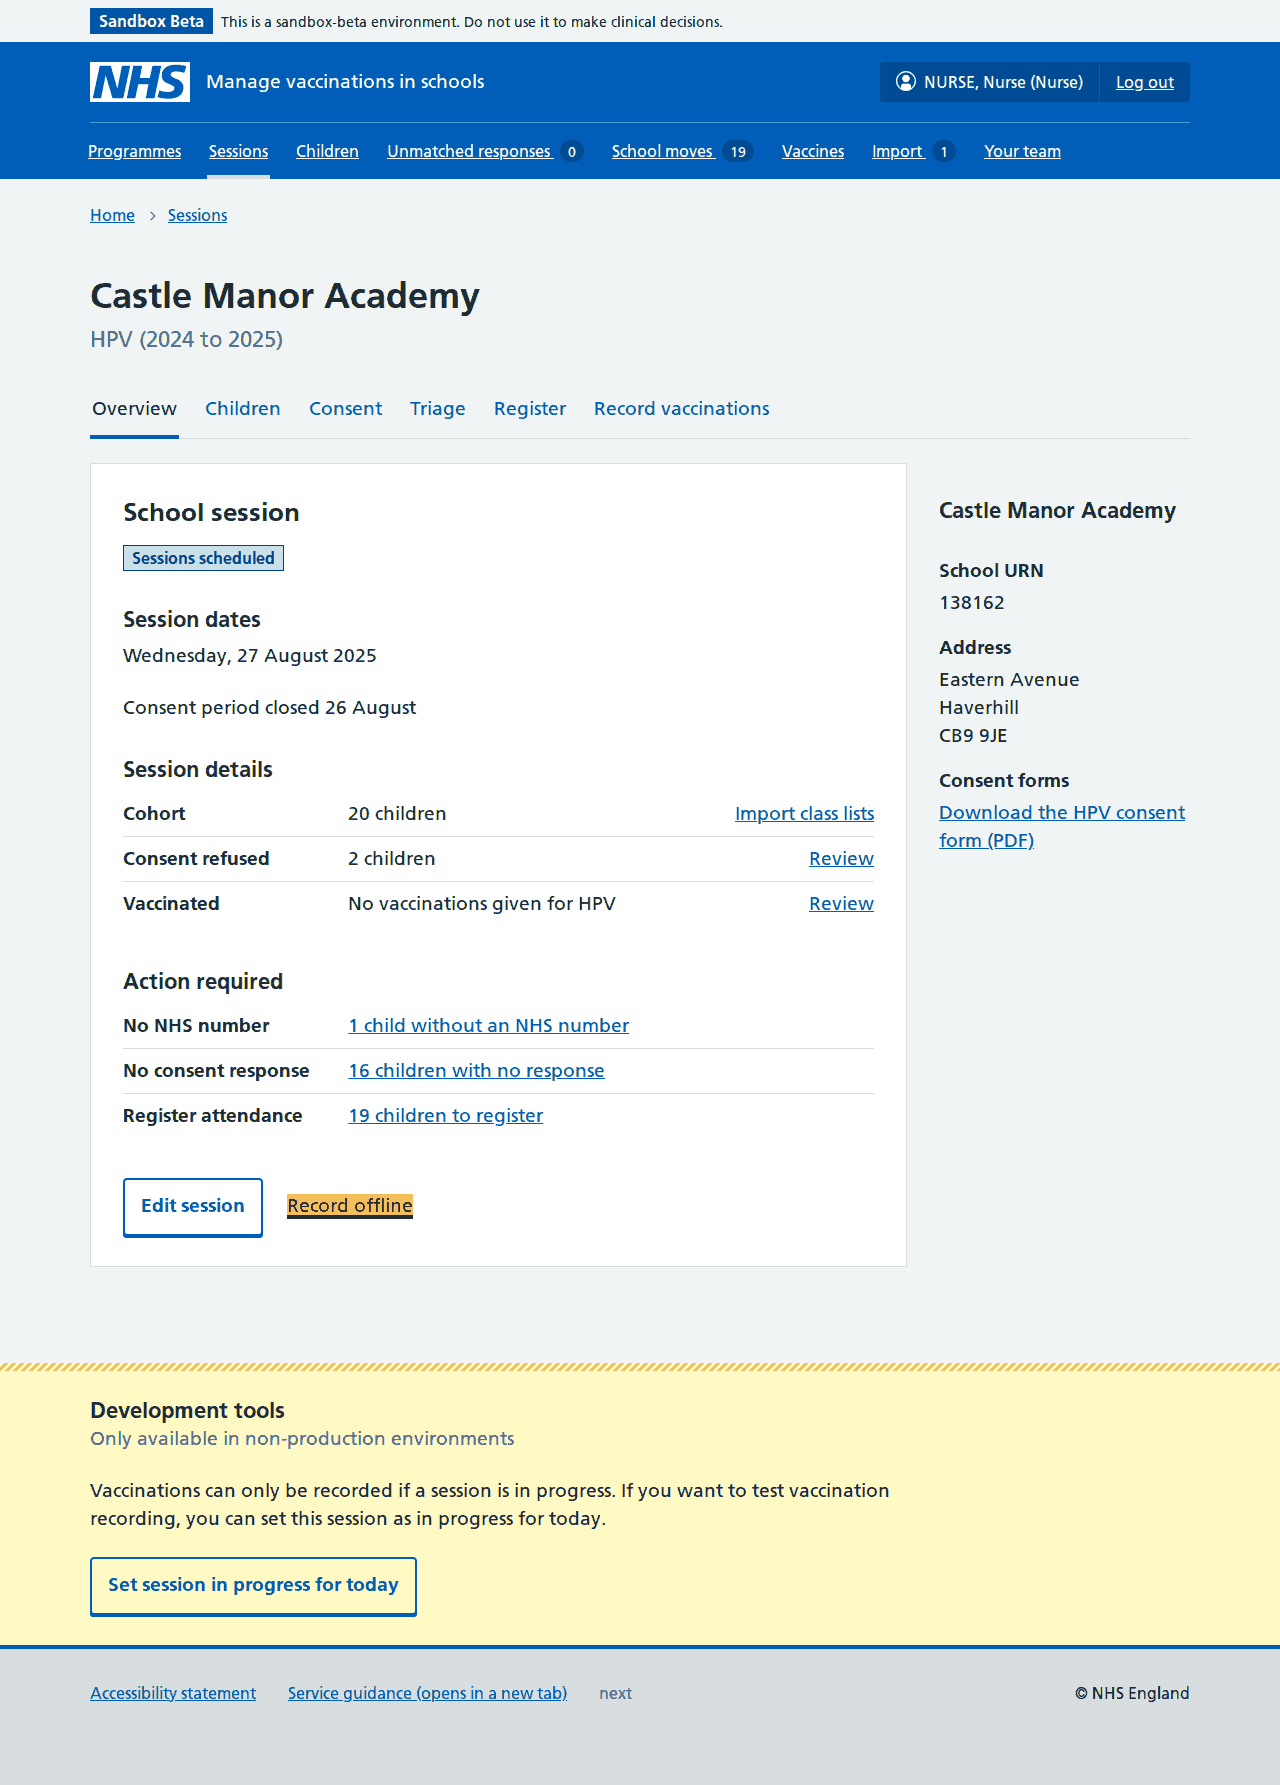 Sandbox Beta This is a sandbox-beta environment. Do not use it to make clinical decisions.
NHS Manage vaccinations in schools NURSE, Nurse (Nurse) Log out
Programmes Sessions Children Unmatched responses 0 School moves 19 Vaccines Import 1 Your team
Home Sessions
Castle Manor Academy
HPV (2024 to 2025)
Overview Children Consent Triage Register Record vaccinations
School session
Sessions scheduled
Session dates
Wednesday, 27 August 2025
Consent period closed 26 August
Session details
Cohort 20 children Import class lists
Consent refused 2 children Review
Vaccinated No vaccinations given for HPV Review
Action required
No NHS number 1 child without an NHS number
No consent response 16 children with no response
Register attendance 19 children to register
Edit session Record offline
Castle Manor Academy
School URN
138162
Address
Eastern Avenue
Haverhill
CB9 9JE
Consent forms
Download the HPV consent
form (PDF)
Development tools
Only available in non-production environments
Vaccinations can only be recorded if a session is in progress. If you want to test vaccination
recording, you can set this session as in progress for today.
Set session in progress for today
Accessibility statement Service guidance (opens in a new tab) next © NHS England